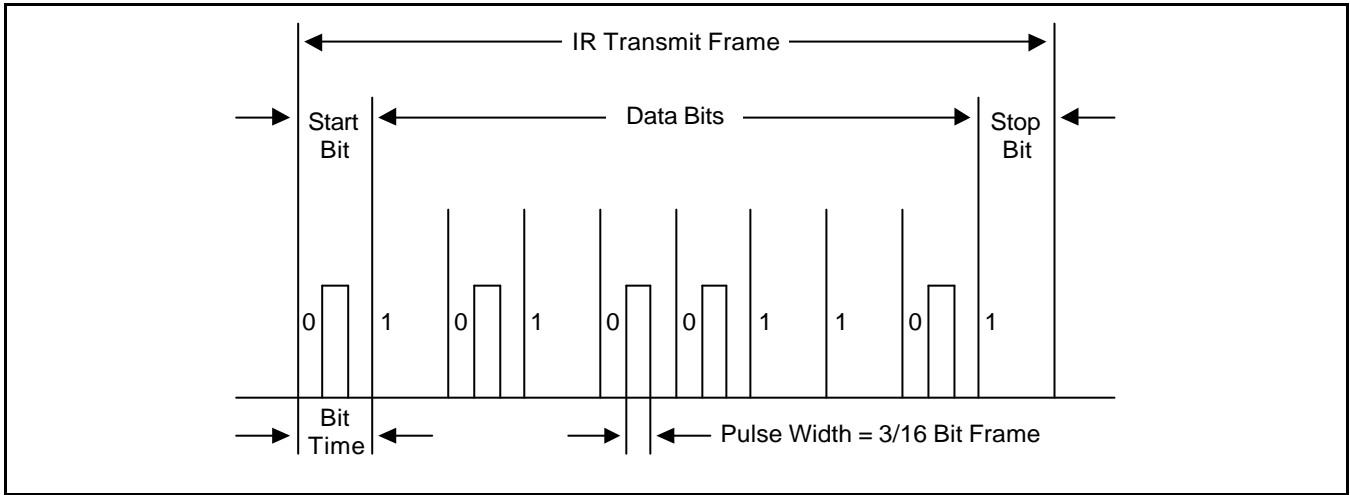 IR Transmit Frame
Start
Bit
Data Bits
Stop
Bit
0 1 0 1 0 0 1 1 0 1
Bit
Time
Pulse Width = 3/16 Bit Frame